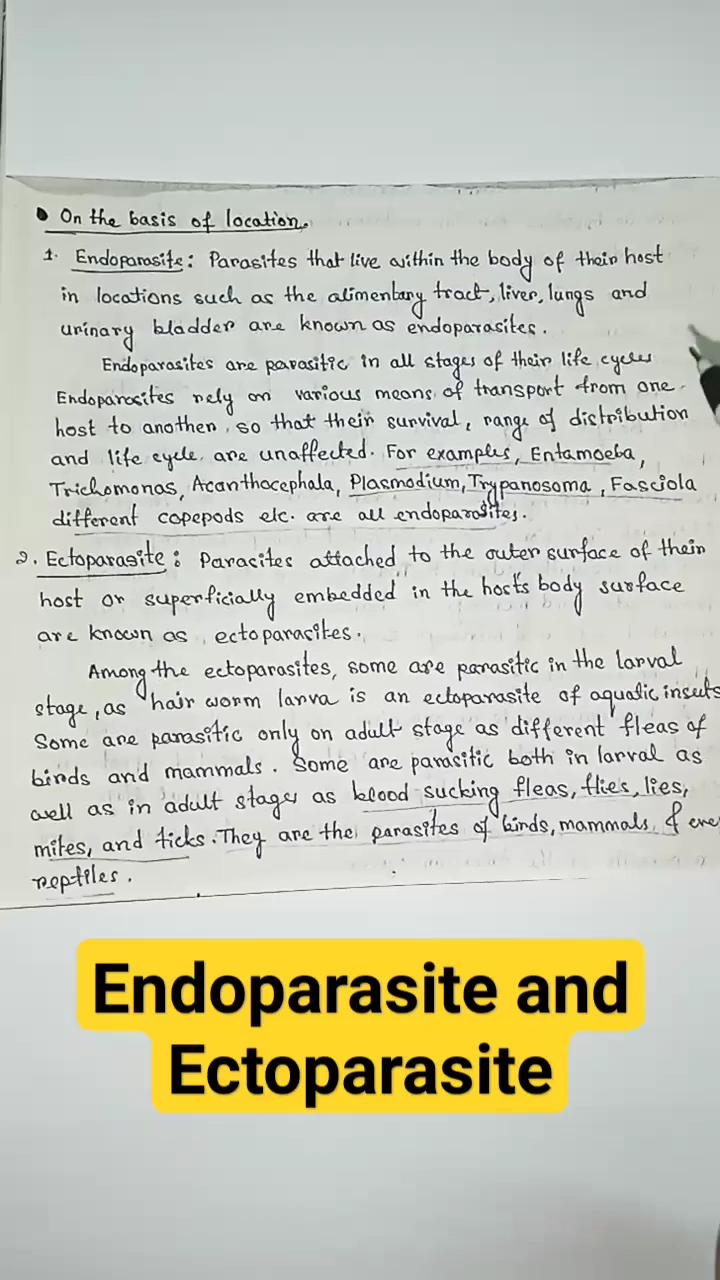 • On the basis of location.
1. Endoparasite: Parasites that live within the body of their host
in locations such as the alimentary tract, liver, lungs and
urinary bladder are known as endoparasites.
Endoparasites are parasitic in all stages of their life cycles
Endoparasites rely on various means of transport from one
host to another, so that their survival, range of distribution
and life cycle are unaffected. For examples, Entamoeba,
Trichomonas, Acanthocephala, Plasmodium, Trypanosoma, Fasciola
different copepods etc. are all endoparasites.
2. Ectoparasite: Parasites attached to the outer surface of their
host or superficially embedded in the host's body surface
are known as ectoparasites.
Among the ectoparasites, some are parasitic in the larval
stage, as hair worm larva is an ectoparasite of aquatic insects
Some are parasitic only on adult stage as different fleas of
birds and mammals. Some are parasitic both in larval as
well as in adult stages as blood sucking fleas, flies, lies,
mites, and ticks. They are the parasites of birds, mammals, & eve
reptiles.
Endoparasite and
Ectoparasite